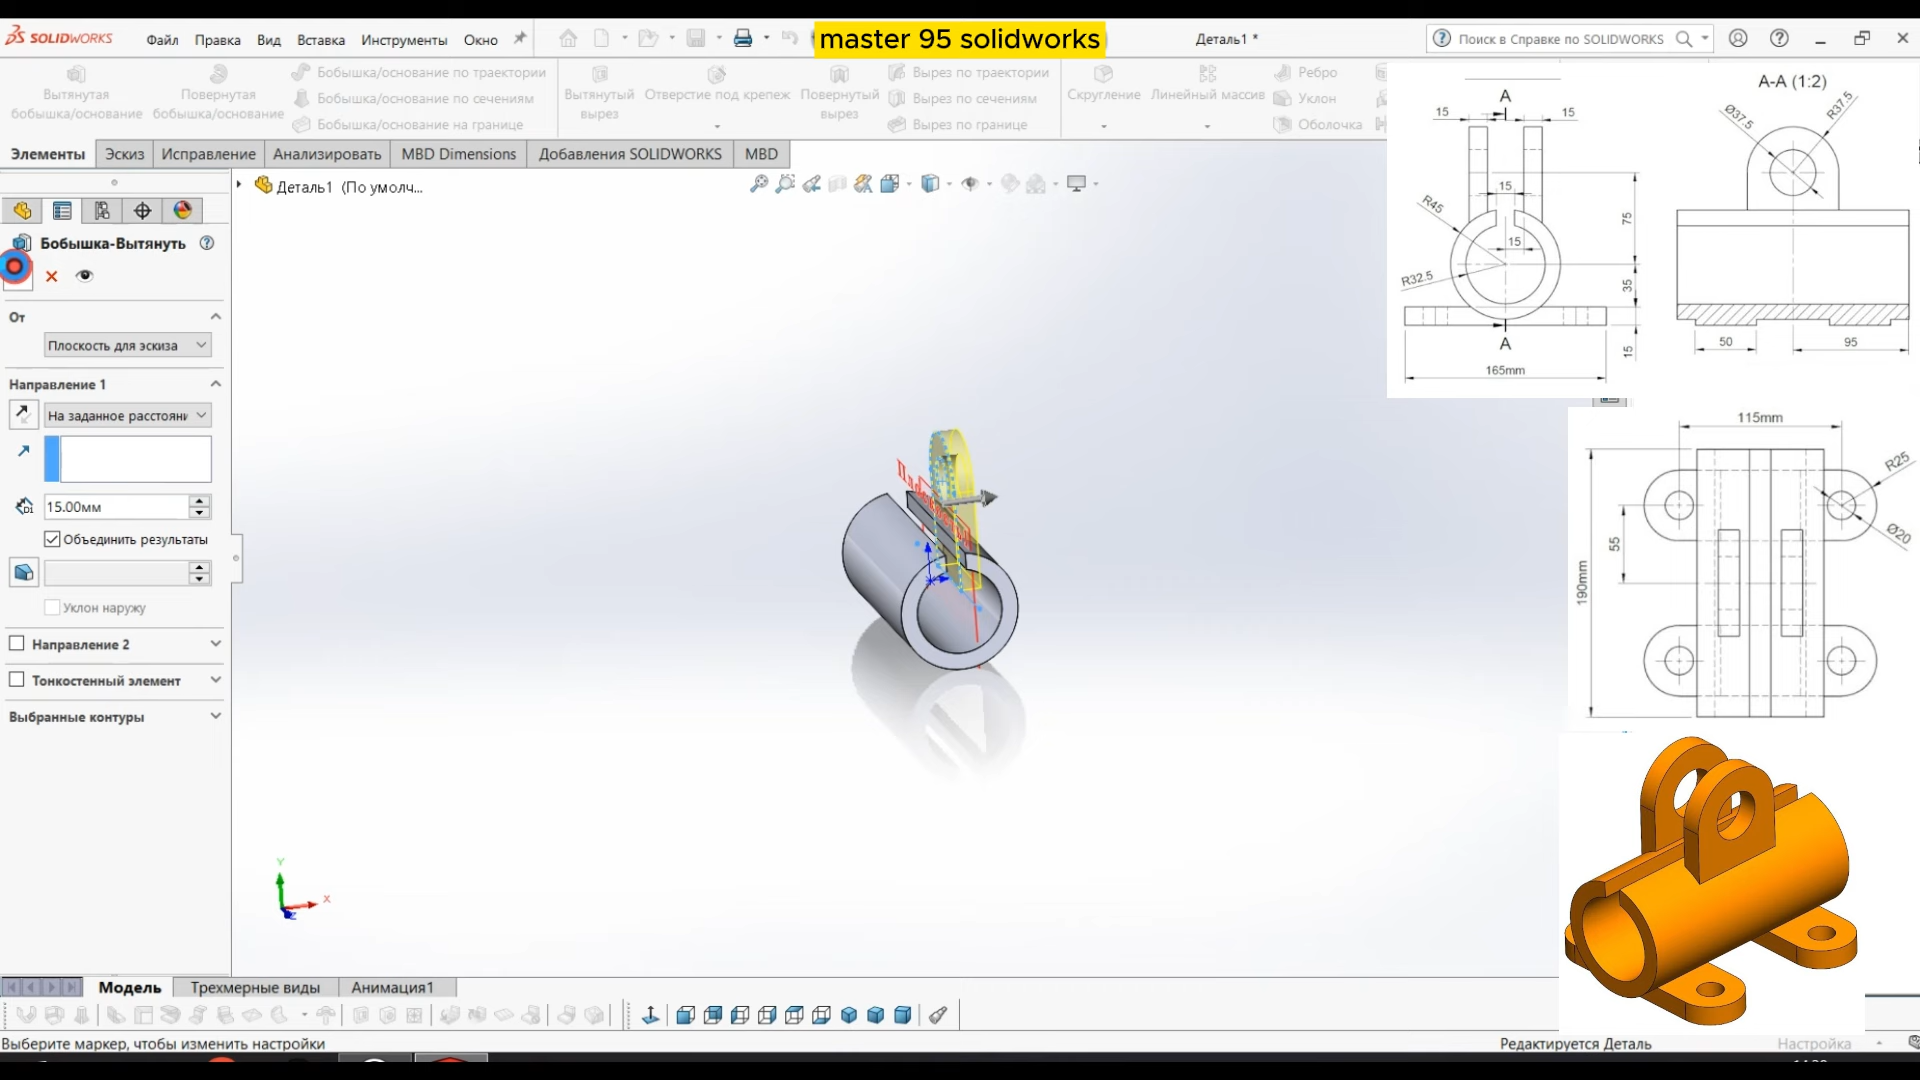 SOLIDWORKS
Файл Правка Вид Вставка Инструменты Окно
master 95 solidworks
Деталь1 *
Поиск в Справке по SOLIDWORKS
Вытянутая бобышка/основание
Повернутая бобышка/основание
Бобышка/основание по траектории
Бобышка/основание по сечениям
Бобышка/основание на границе
Вытянутый вырез
Отверстие под крепеж
Повернутый вырез
Вырез по траектории
Вырез по сечениям
Вырез по границе
Скругление
Линейный массив
Ребро
Уклон
Оболочка
Элементы Эскиз Исправление Анализировать MBD Dimensions Добавления SOLIDWORKS MBD
Деталь1 (По умолч...
Бобышка-Вытянуть
От
Плоскость для эскиза
Направление 1
На заданное расстояни
D1
15.00мм
Объединить результаты
Уклон наружу
Направление 2
Тонкостенный элемент
Выбранные контуры
Y
X
Z
A-A (1:2)
A
15
15
Ø37.5
R37.5
15
R45
75
15
R32.5
35
A
15
165mm
50
95
115mm
R25
Ø20
55
190mm
Модель Трехмерные виды Анимация1
Выберите маркер, чтобы изменить настройки
Редактируется Деталь
Настройка